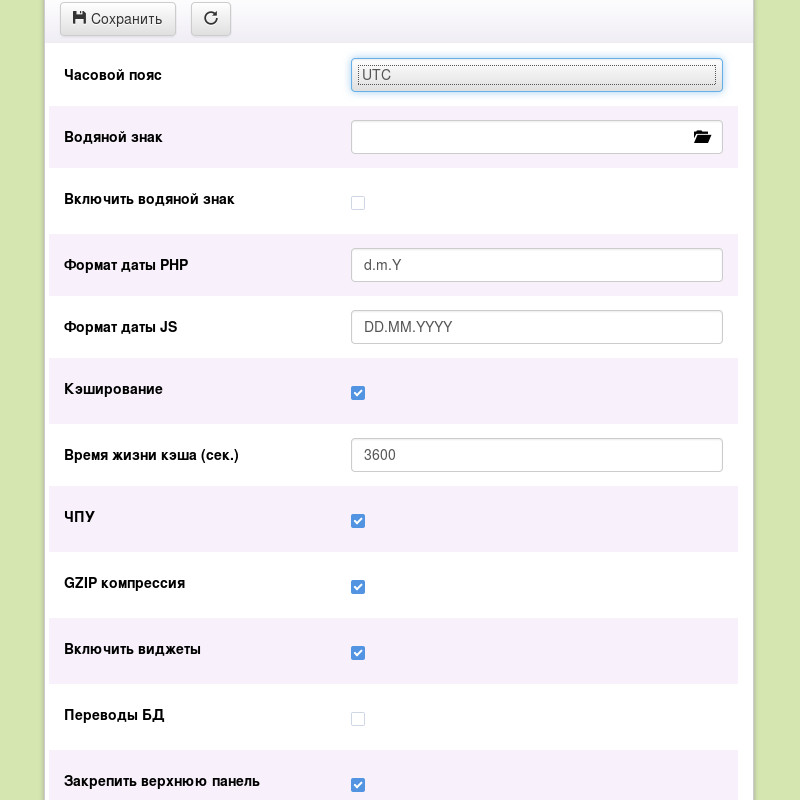 Сохранить
Часовой пояс
UTC
Водяной знак
Включить водяной знак
Формат даты PHP
d.m.Y
Формат даты JS
DD.MM.YYYY
Кэширование
Время жизни кэша (сек.)
3600
ЧПУ
GZIP компрессия
Включить виджеты
Переводы БД
Закрепить верхнюю панель